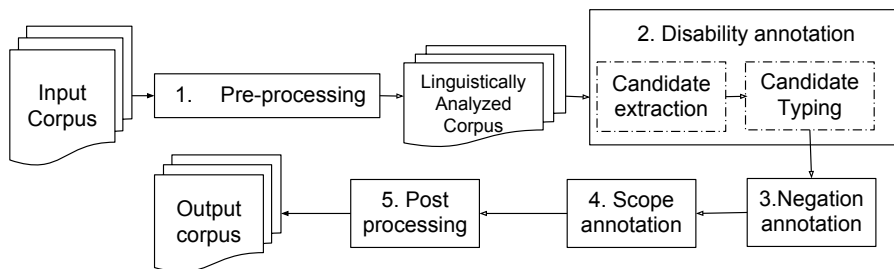 Input
Corpus
1. Pre-processing
Linguistically
Analyzed
Corpus
2. Disability annotation
Candidate
extraction
Candidate
Typing
3.Negation
annotation
4. Scope
annotation
5. Post
processing
Output
corpus